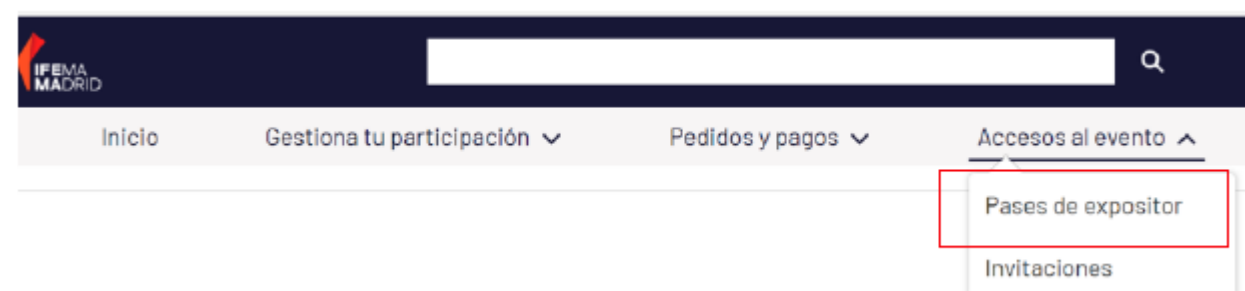 IFEMA
MADRID
Inicio Gestiona tu participación Pedidos y pagos Accesos al evento
Pases de expositor
Invitaciones